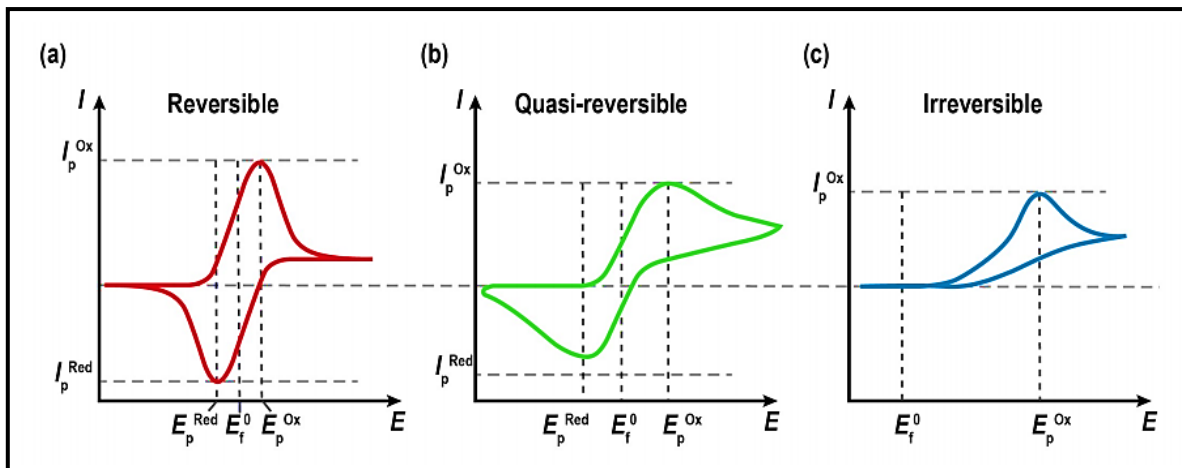 (a)
I
Reversible
I_p^Ox
I_p^Red
E_p^Red
E_f^0
E_p^Ox
E
(b)
I
Quasi-reversible
I_p^Ox
I_p^Red
E_p^Red
E_f^0
E_p^Ox
E
(c)
I
Irreversible
I_p^Ox
E_f^0
E_p^Ox
E